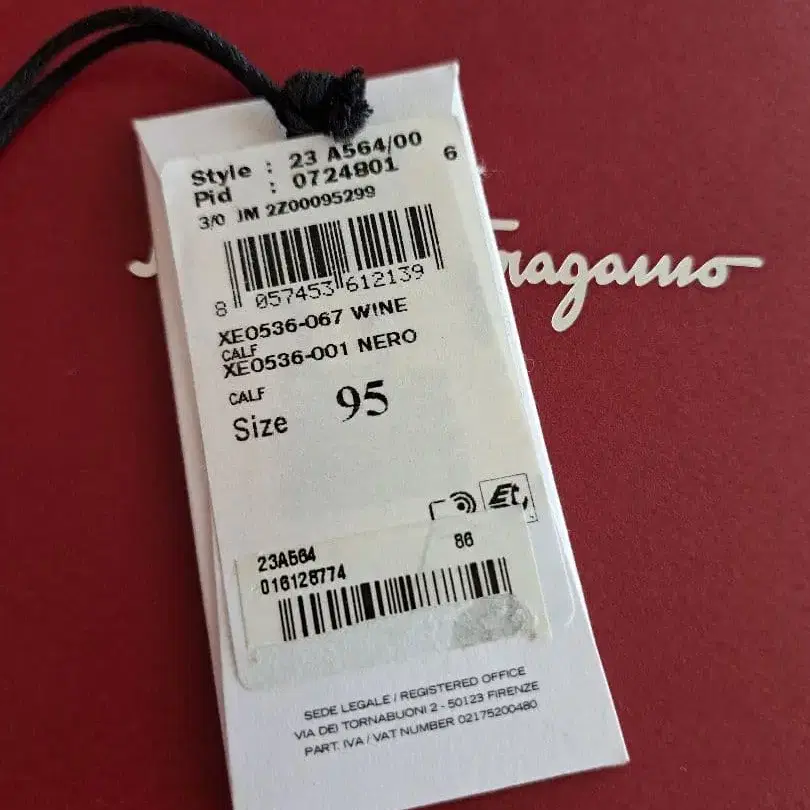 Style : 23 A564/00 6
Pid : 0724801
3/0 JM 2Z00095299
8 057453 612139
XE0536-067 WINE
CALF
XE0536-001 NERO
CALF
Size 95
23A564 86
016128774
SEDE LEGALE / REGISTERED OFFICE
VIA DEI TORNABUONI 2 - 50123 FIRENZE
PART. IVA / VAT NUMBER 02175200480